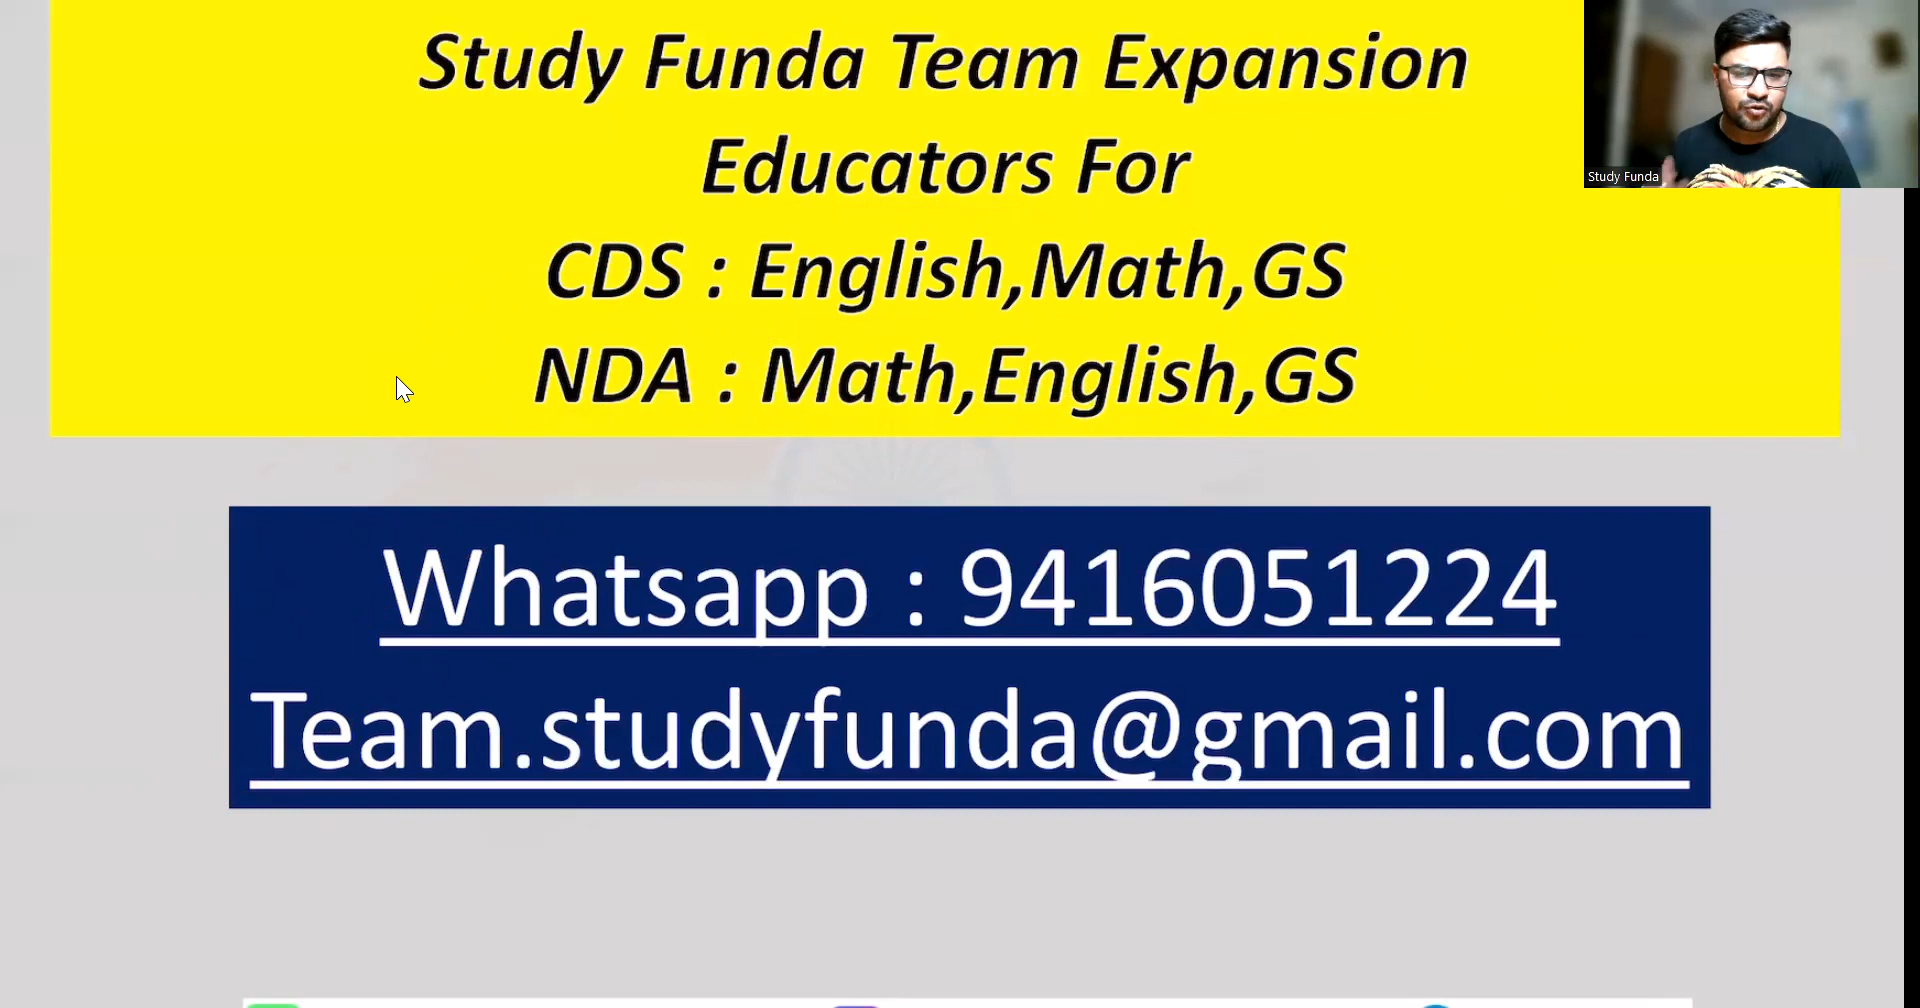 Study Funda Team Expansion
Educators For
CDS : English,Math,GS
NDA : Math,English,GS
Study Funda
Whatsapp : 9416051224
Team.studyfunda@gmail.com